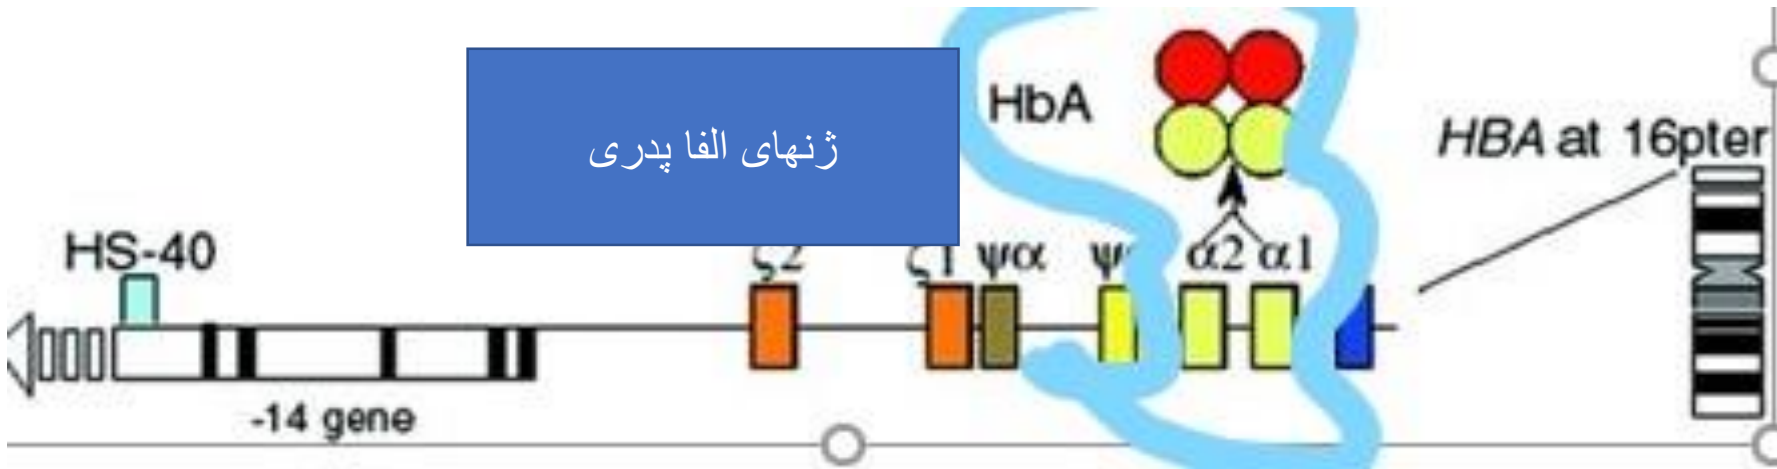 ژنهای الفا پدری
HbA
HBA at 16pter
HS-40
ζ2 ζ1 ψα ψ α2 α1
-14 gene